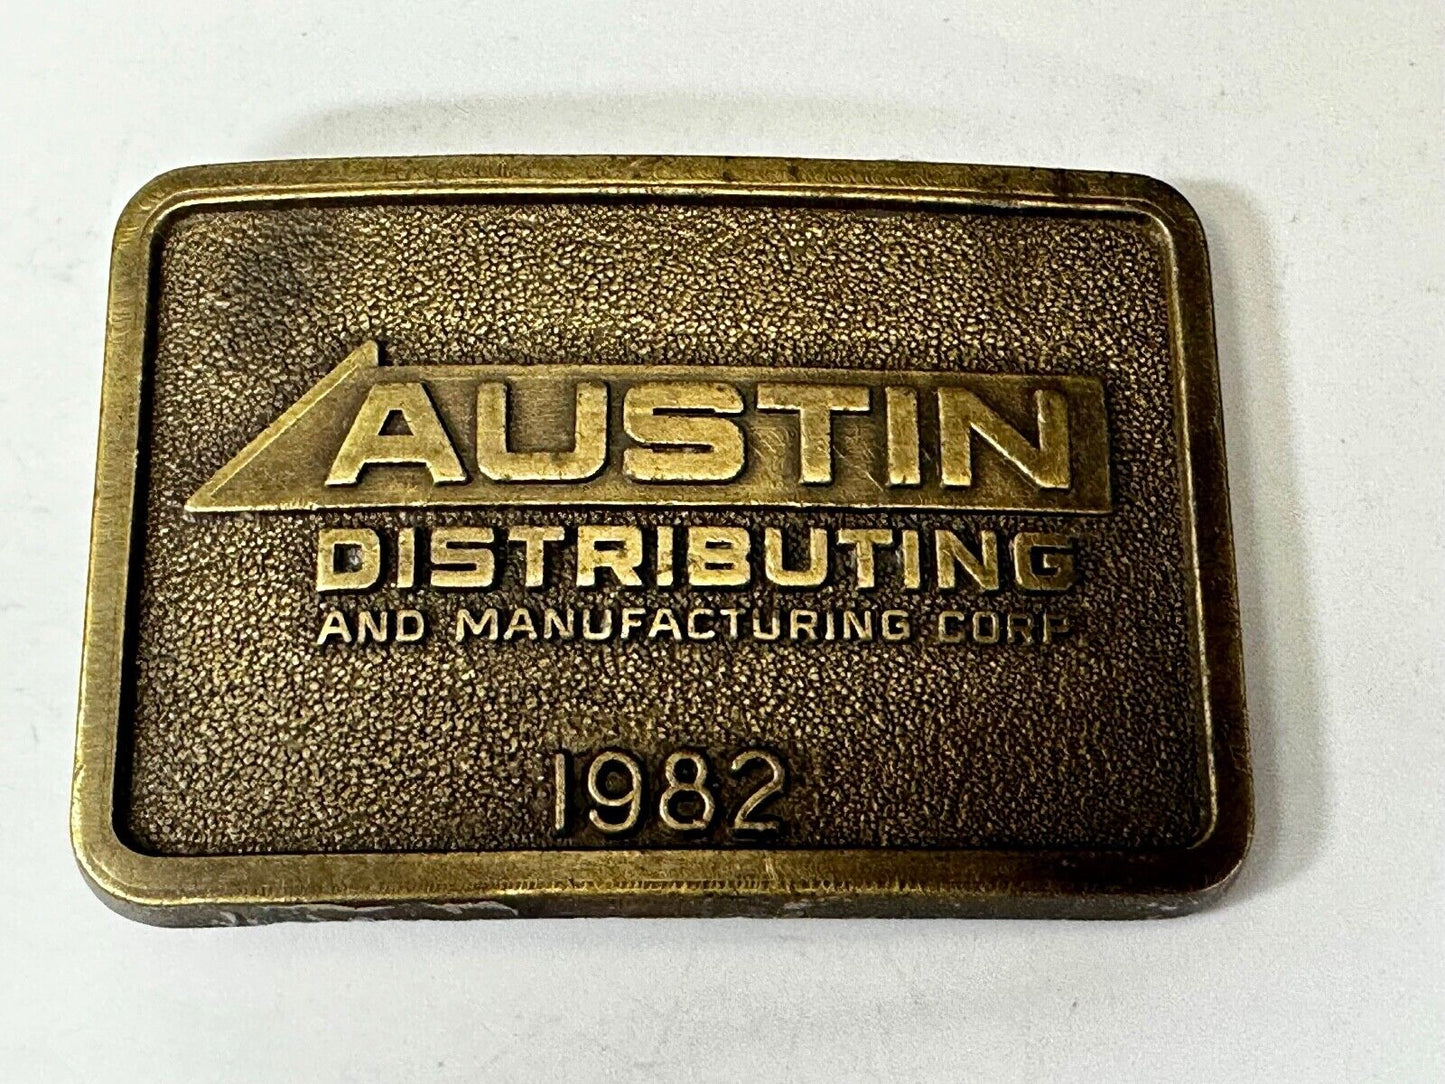 AUSTIN
DISTRIBUTING
AND MANUFACTURING CORP.
1982